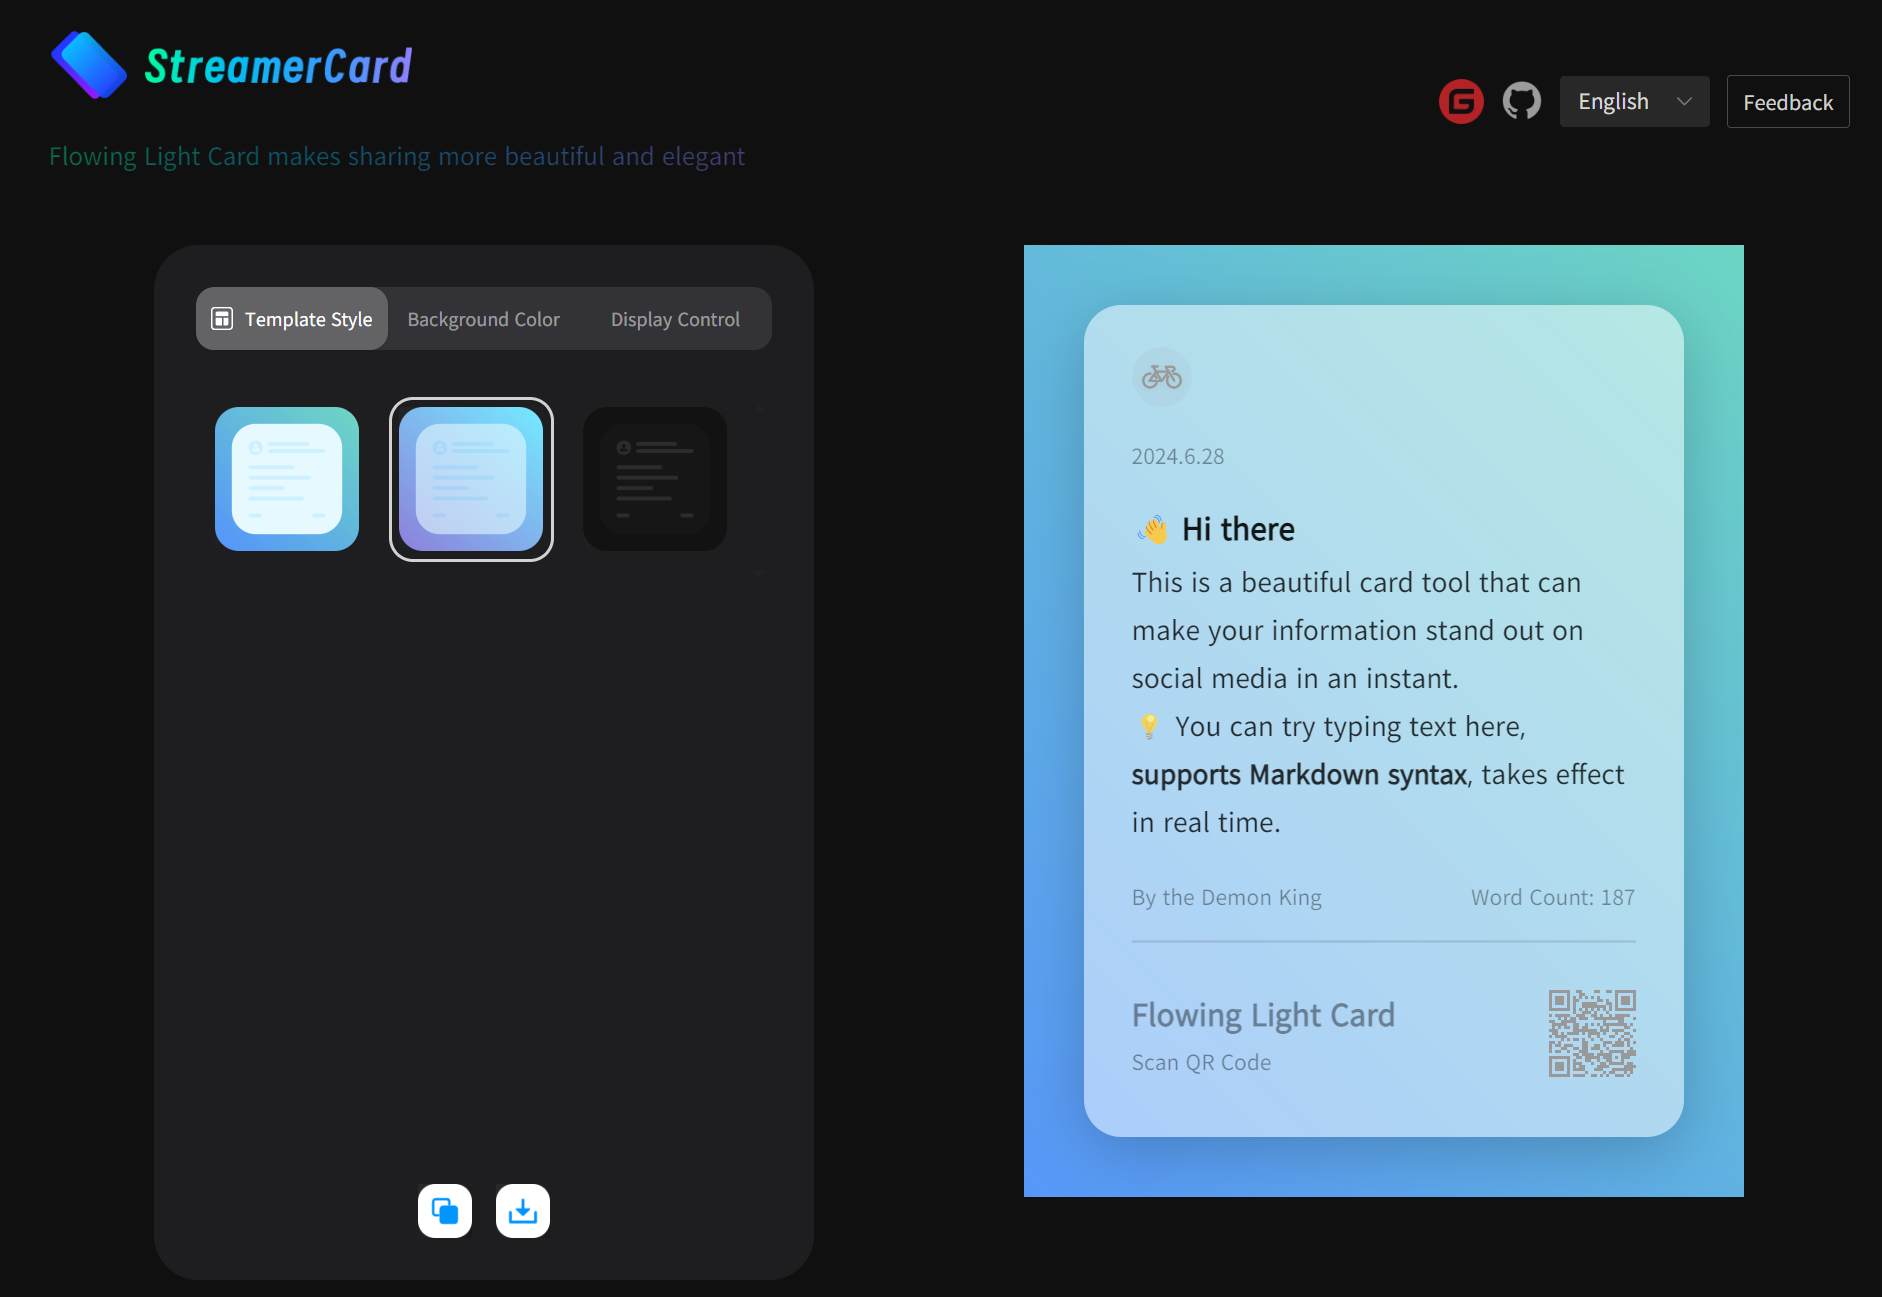 StreamerCard
English
Feedback
Flowing Light Card makes sharing more beautiful and elegant
Template Style
Background Color
Display Control
2024.6.28
👋 Hi there
This is a beautiful card tool that can
make your information stand out on
social media in an instant.
💡 You can try typing text here,
supports Markdown syntax, takes effect
in real time.
By the Demon King
Word Count: 187
Flowing Light Card
Scan QR Code